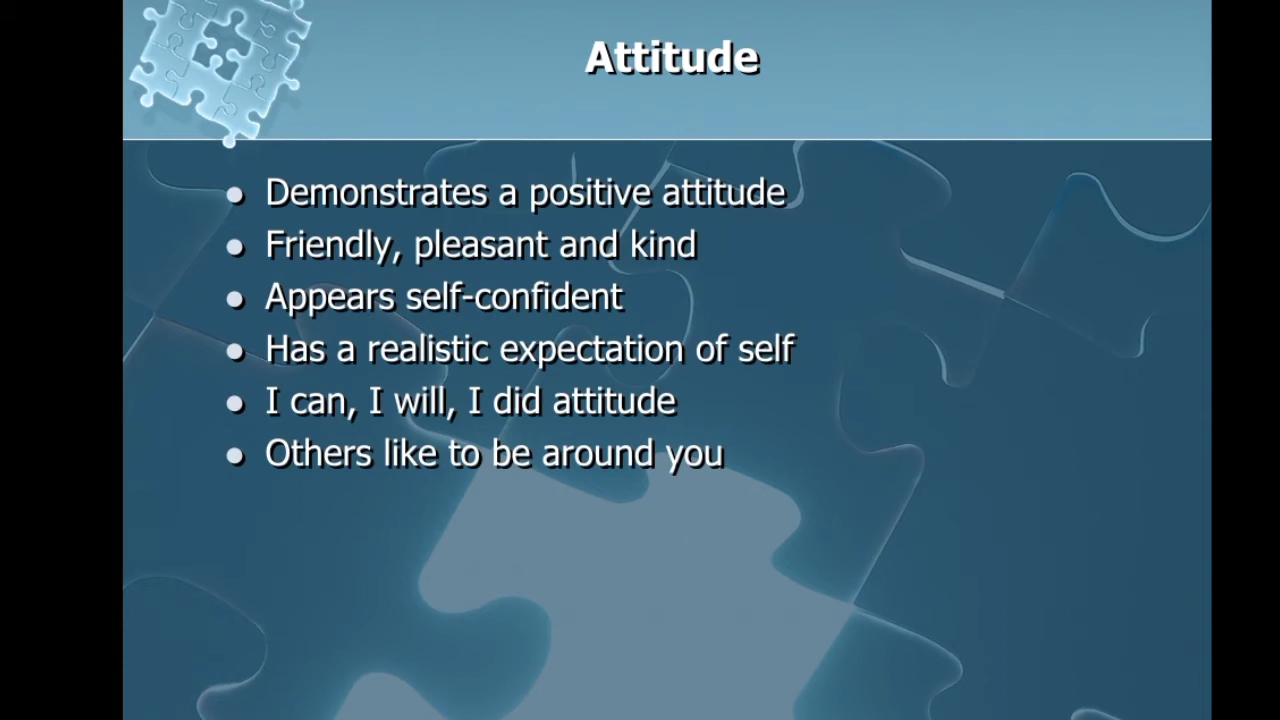 Attitude
● Demonstrates a positive attitude
● Friendly, pleasant and kind
● Appears self-confident
● Has a realistic expectation of self
● I can, I will, I did attitude
● Others like to be around you